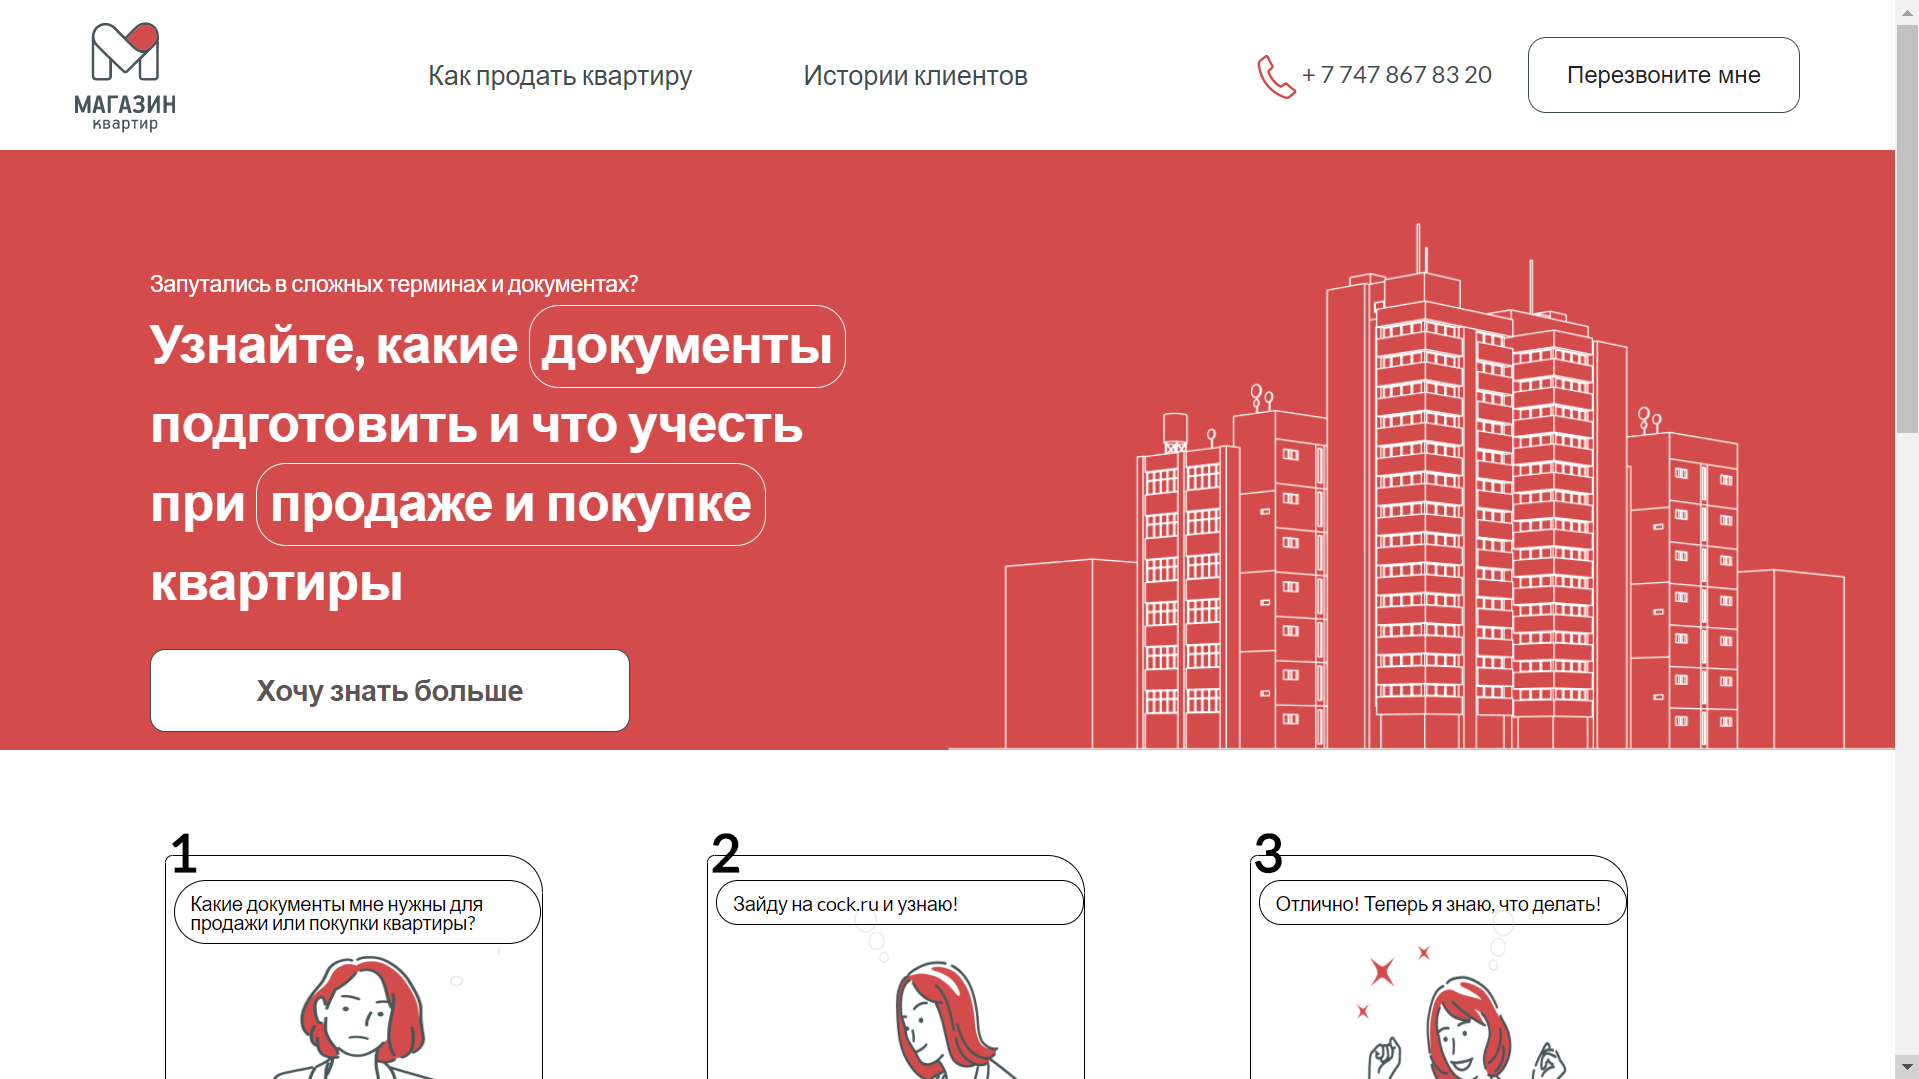 МАГАЗИН
квартир
Как продать квартиру
Истории клиентов
+ 7 747 867 83 20
Перезвоните мне
Запутались в сложных терминах и документах?
Узнайте, какие документы
подготовить и что учесть
при продаже и покупке
квартиры
Хочу знать больше
1
Какие документы мне нужны для
продажи или покупки квартиры?
2
Зайду на cock.ru и узнаю!
3
Отлично! Теперь я знаю, что делать!